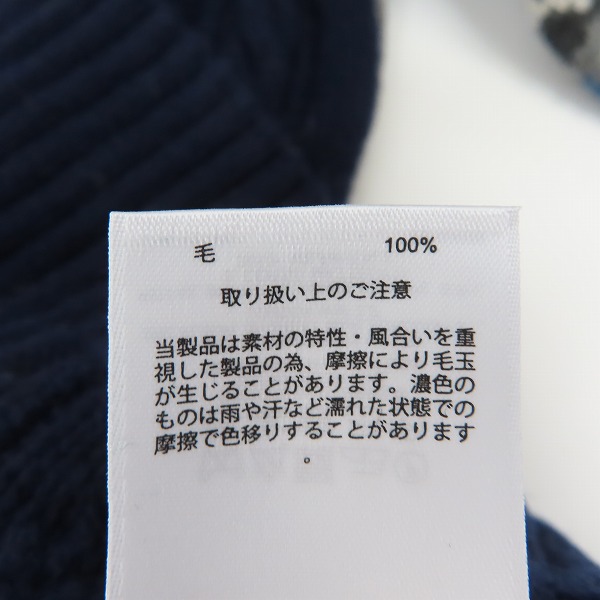 毛 100%
取り扱い上のご注意
当製品は素材の特性・風合いを重
視した製品の為、摩擦により毛玉
が生じることがあります。濃色の
ものは雨や汗など濡れた状態での
摩擦で色移りすることがあります
。